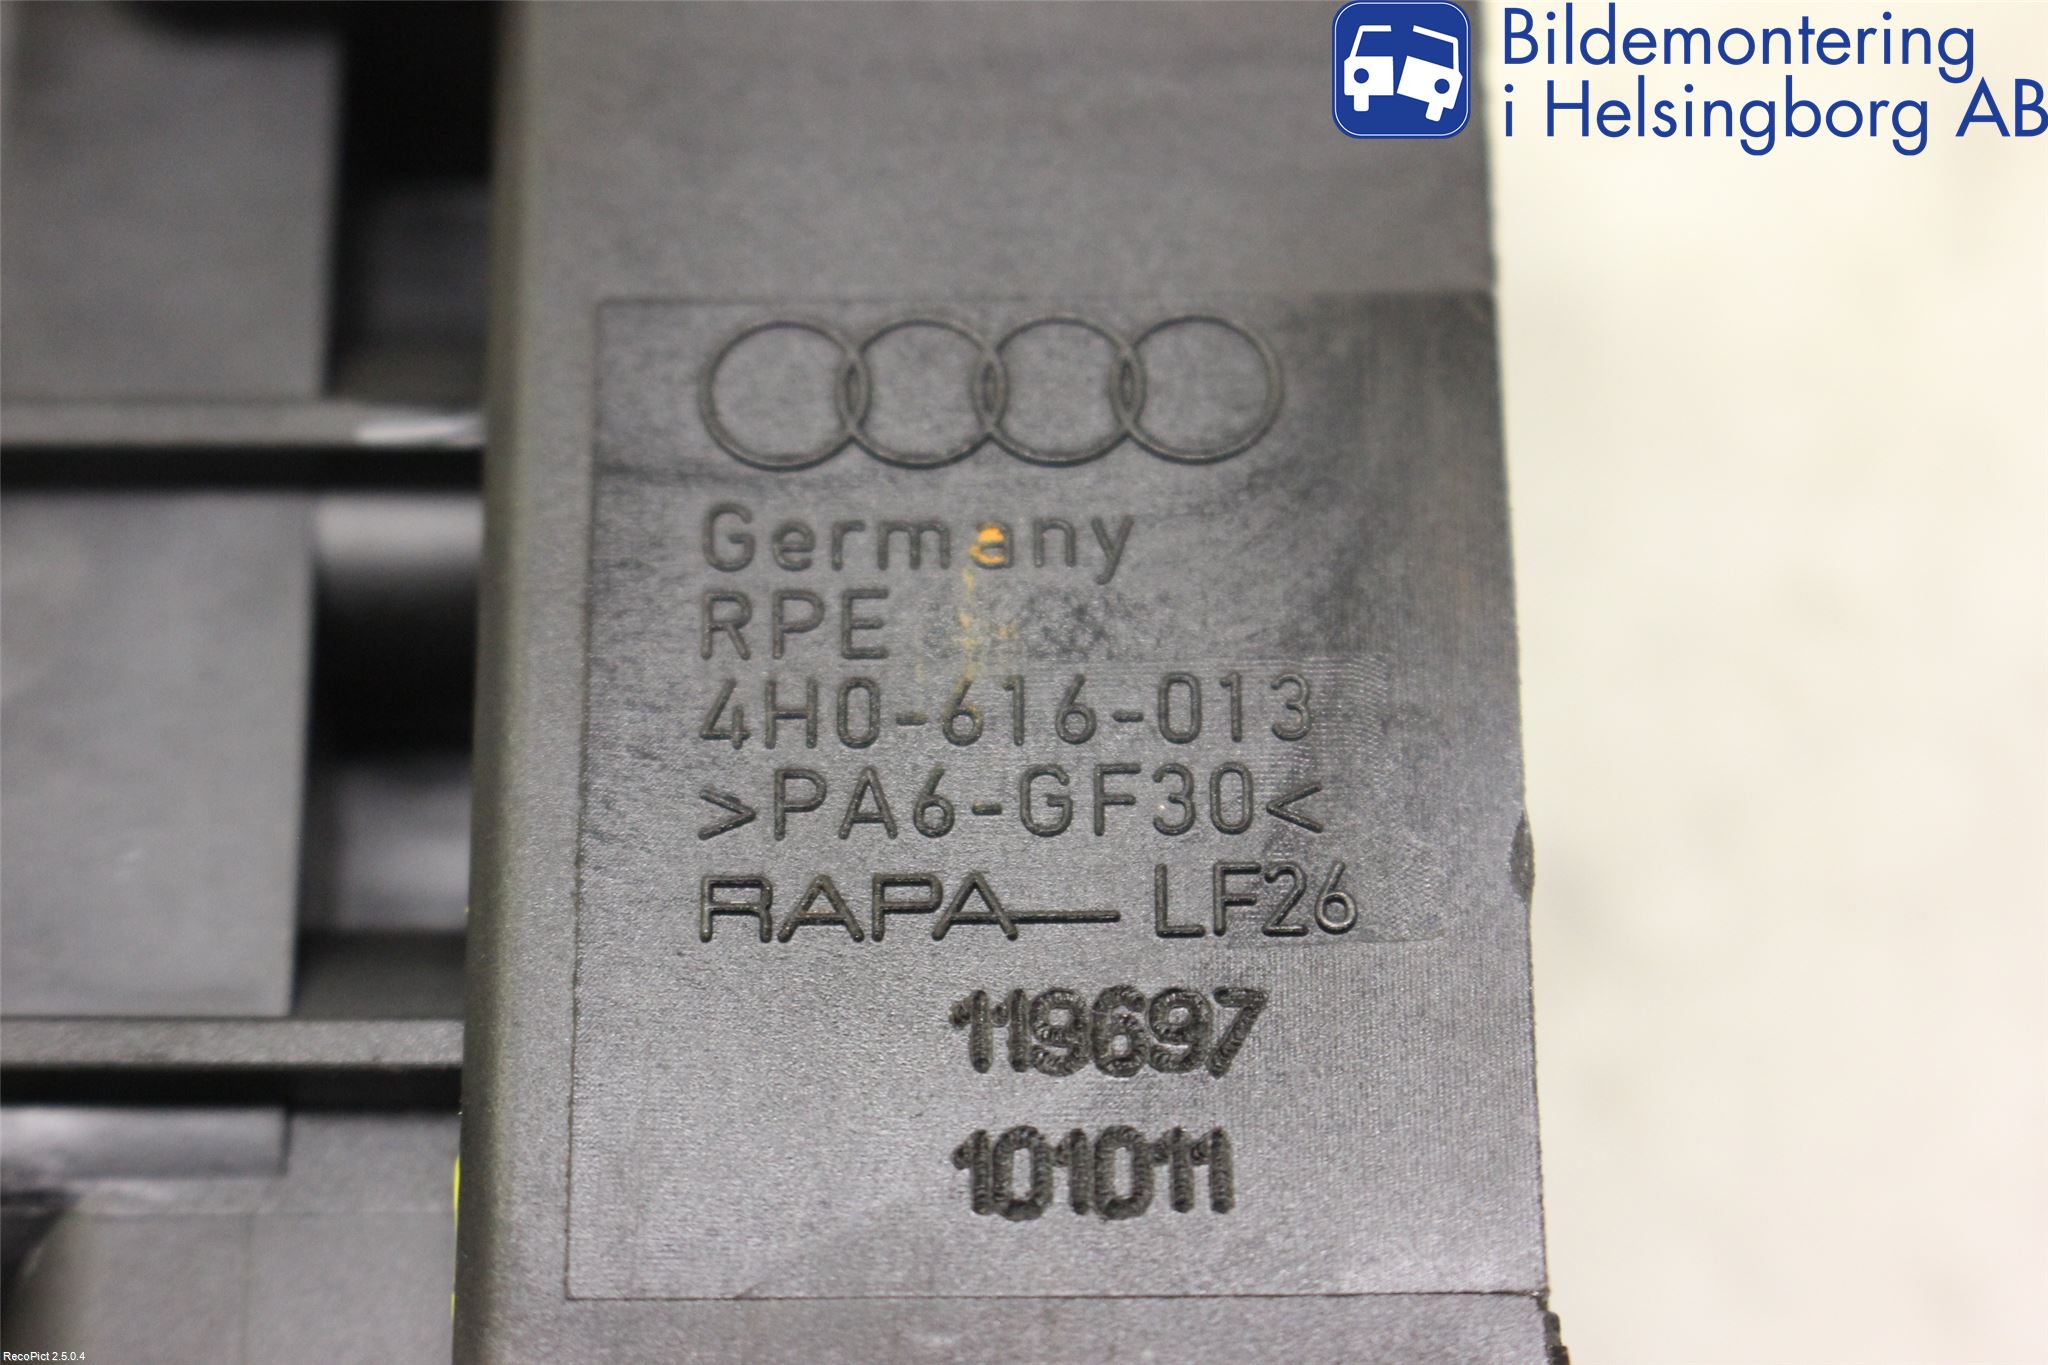 Bildemontering
i Helsingborg AB
Germany
RPE
4H0-616-013
>PA6-GF30<
RAPA LF26
119697
101011
RecoPict 2.5.0.4